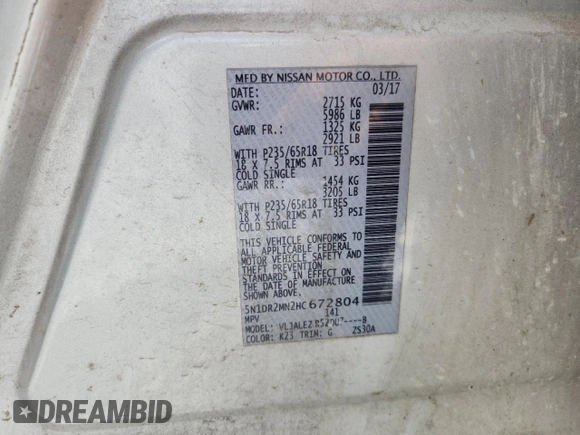 MFD BY NISSAN MOTOR CO., LTD.
DATE: 03/17
GVWR: 2715 KG
5986 LB
GAWR FR.: 1325 KG
2921 LB
WITH P235/65R18 TIRES
18 X 7.5 RIMS AT 33 PSI
COLD SINGLE
GAWR RR.: 1454 KG
3205 LB
WITH P235/65R18 TIRES
18 X 7.5 RIMS AT 33 PSI
COLD SINGLE
THIS VEHICLE CONFORMS TO
ALL APPLICABLE FEDERAL
MOTOR VEHICLE SAFETY AND
THEFT PREVENTION
STANDARDS IN EFFECT ON
THE DATE OF MANUFACTURE
SHOWN ABOVE.
5N1DR2MN2HC672804
MPV 141
MODEL:
COLOR: K23 TRIM: G ZS30A
DREAMBID